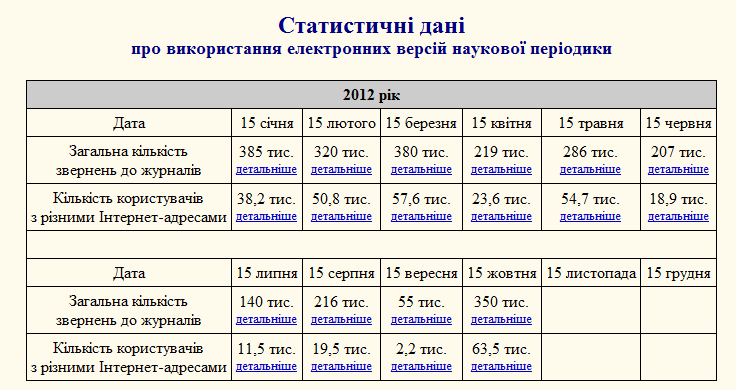 Статистичні дані
про використання електронних версій наукової періодики
2012 рік
Дата 15 січня 15 лютого 15 березня 15 квітня 15 травня 15 червня
Загальна кількість звернень до журналів 385 тис. 320 тис. 380 тис. 219 тис. 286 тис. 207 тис.
детальніше детальніше детальніше детальніше детальніше детальніше
Кількість користувачів з різними Інтернет-адресами 38,2 тис. 50,8 тис. 57,6 тис. 23,6 тис. 54,7 тис. 18,9 тис.
детальніше детальніше детальніше детальніше детальніше детальніше
Дата 15 липня 15 серпня 15 вересня 15 жовтня 15 листопада 15 грудня
Загальна кількість звернень до журналів 140 тис. 216 тис. 55 тис. 350 тис.
детальніше детальніше детальніше детальніше
Кількість користувачів з різними Інтернет-адресами 11,5 тис. 19,5 тис. 2,2 тис. 63,5 тис.
детальніше детальніше детальніше детальніше